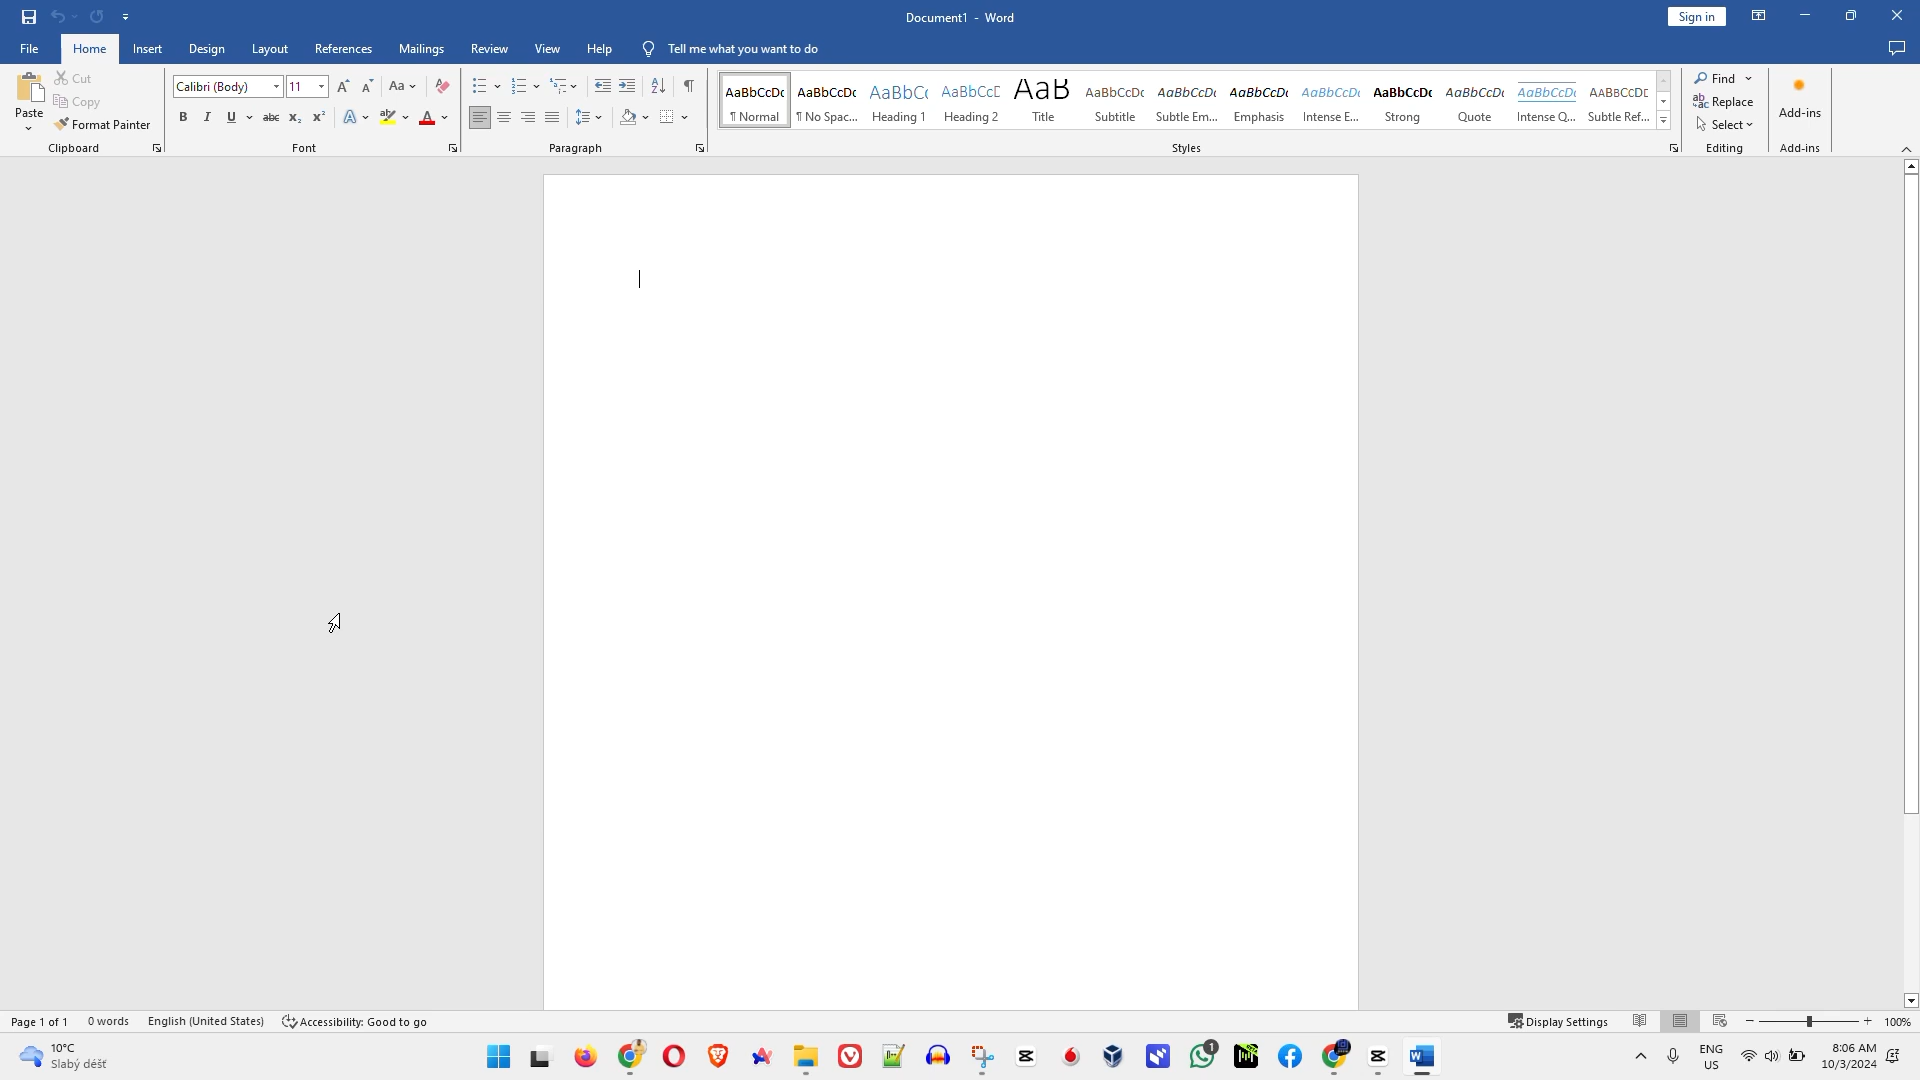 Document1 - Word
Sign in
File Home Insert Design Layout References Mailings Review View Help Tell me what you want to do
Paste
Cut
Copy
Format Painter
Clipboard
Calibri (Body) 11
Font
Paragraph
AaBbCcDc AaBbCcDc AaBbCc AaBbCcD AaB AaBbCcDc AaBbCcDc AaBbCcDc AaBbCcDc AaBbCcDc AaBbCcDc AaBbCcDc AABBCCDD
¶ Normal ¶ No Spac... Heading 1 Heading 2 Title Subtitle Subtle Em... Emphasis Intense E... Strong Quote Intense Q... Subtle Ref...
Styles
Find
Replace
Select
Editing
Add-ins
Add-ins
Page 1 of 1 0 words English (United States) Accessibility: Good to go
Display Settings
100%
10°C
Slabý déšť
1
ENG
US
8:06 AM
10/3/2024